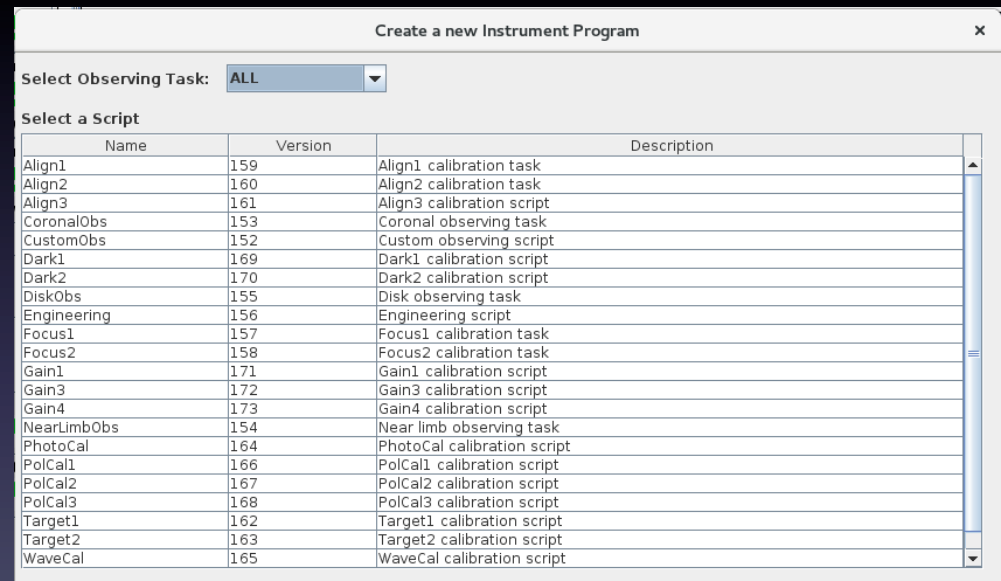 Create a new Instrument Program ×
Select Observing Task: ALL
Select a Script
Name Version Description
Align1 159 Align1 calibration task
Align2 160 Align2 calibration task
Align3 161 Align3 calibration script
CoronalObs 153 Coronal observing task
CustomObs 152 Custom observing script
Dark1 169 Dark1 calibration script
Dark2 170 Dark2 calibration script
DiskObs 155 Disk observing task
Engineering 156 Engineering script
Focus1 157 Focus1 calibration task
Focus2 158 Focus2 calibration task
Gain1 171 Gain1 calibration script
Gain3 172 Gain3 calibration script
Gain4 173 Gain4 calibration script
NearLimbObs 154 Near limb observing task
PhotoCal 164 PhotoCal calibration script
PolCal1 166 PolCal1 calibration script
PolCal2 167 PolCal2 calibration script
PolCal3 168 PolCal3 calibration script
Target1 162 Target1 calibration script
Target2 163 Target2 calibration script
WaveCal 165 WaveCal calibration script